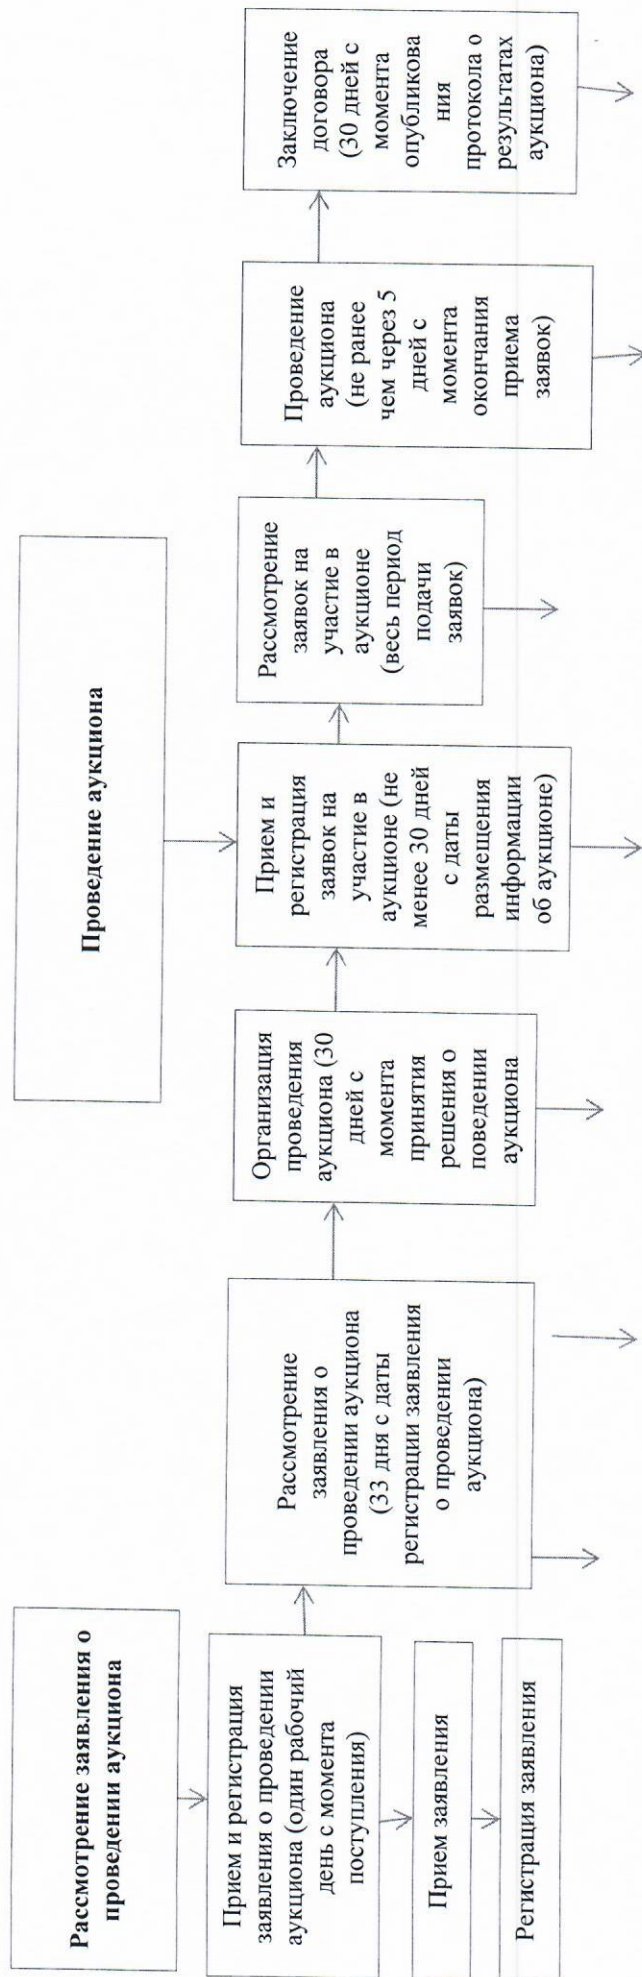 Рассмотрение заявления о
проведении аукциона
Проведение аукциона
Прием и регистрация
заявления о проведении
аукциона (один рабочий
день с момента
поступления)
Рассмотрение
заявления о
проведении аукциона
(33 дня с даты
регистрации заявления
о проведении
аукциона)
Организация
проведения
аукциона (30
дней с
момента
принятия
решения о
поведении
аукциона
Прием и
регистрация
заявок на
участие в
аукционе (не
менее 30 дней
с даты
размещения
информации
об аукционе)
Рассмотрение
заявок на
участие в
аукционе
(весь период
подачи
заявок)
Проведение
аукциона
(не ранее
чем через 5
дней с
момента
окончания
приема
заявок)
Заключение
договора
(30 дней с
момента
опубликова
ния
протокола о
результатах
аукциона)
Прием заявления
Регистрация заявления